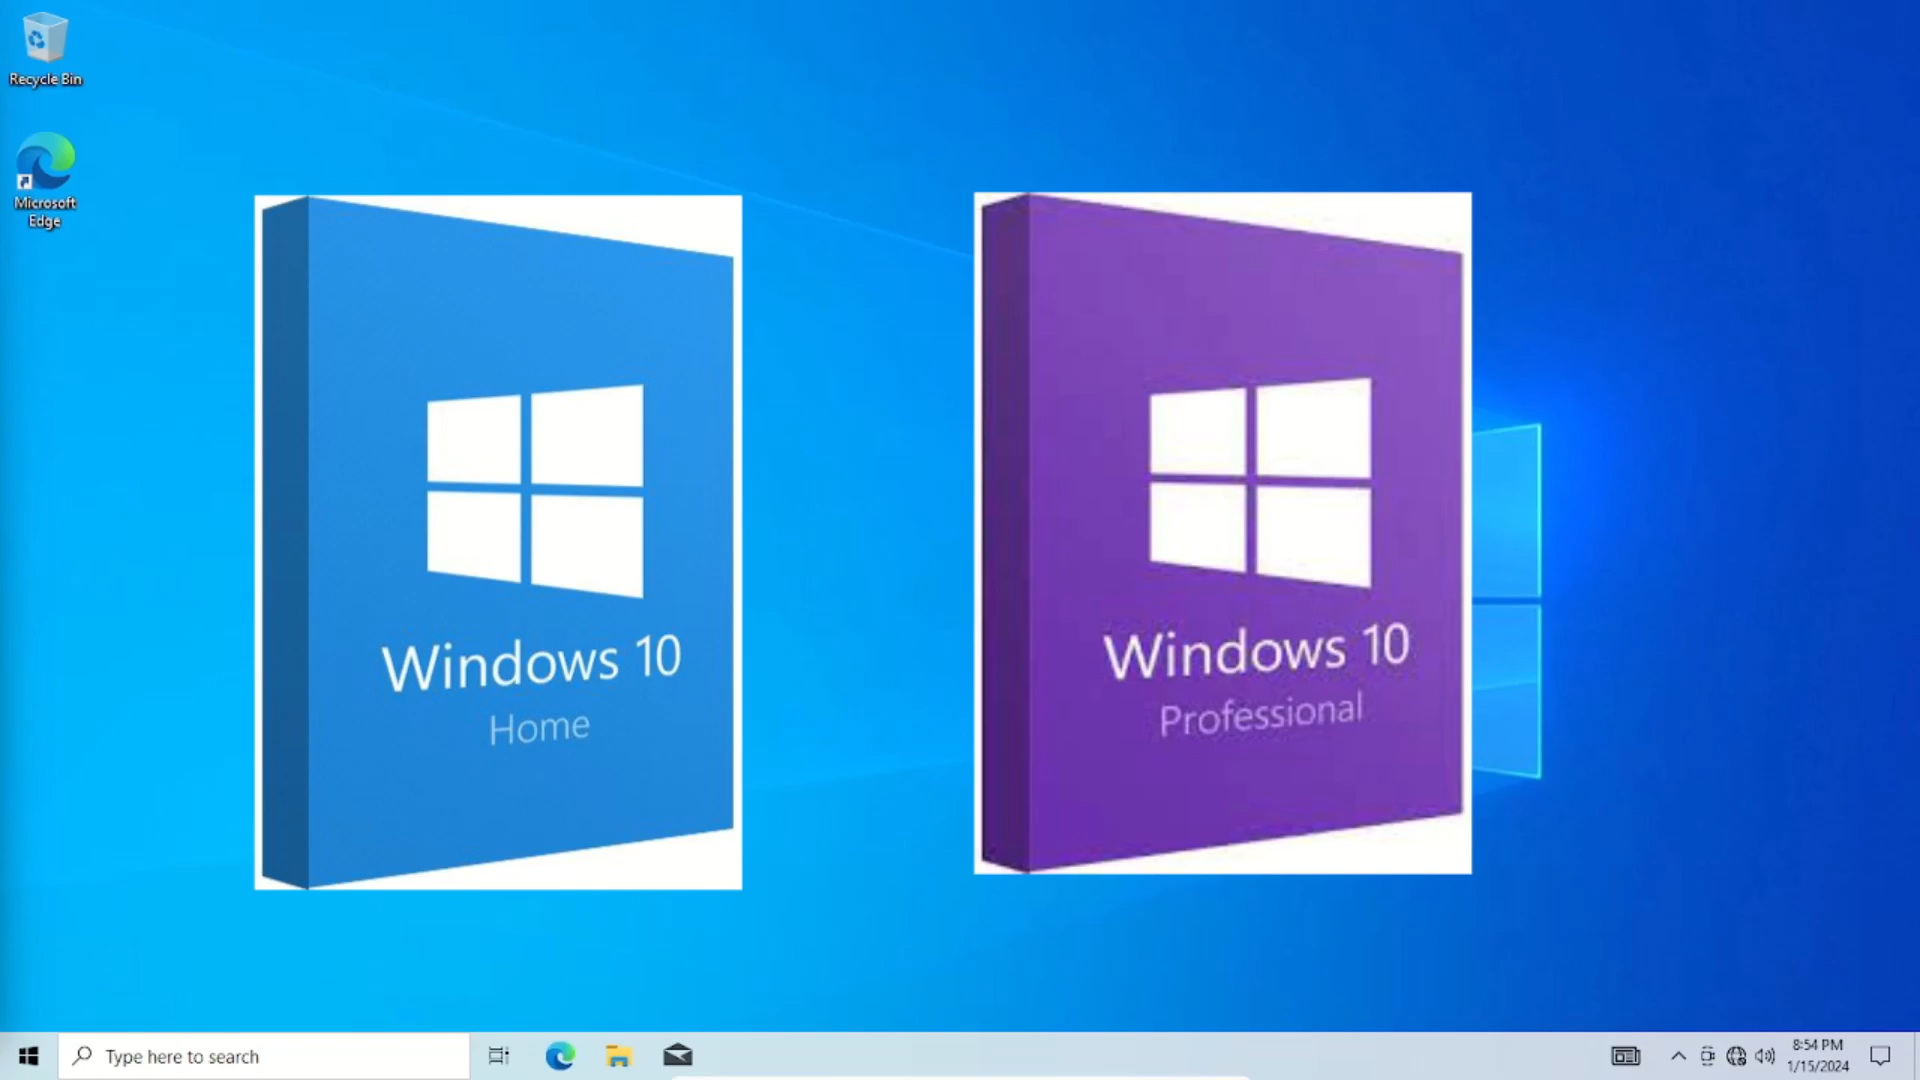 Recycle Bin
Microsoft
Edge
Windows 10
Home
Windows 10
Professional
Type here to search
8:54 PM
1/15/2024